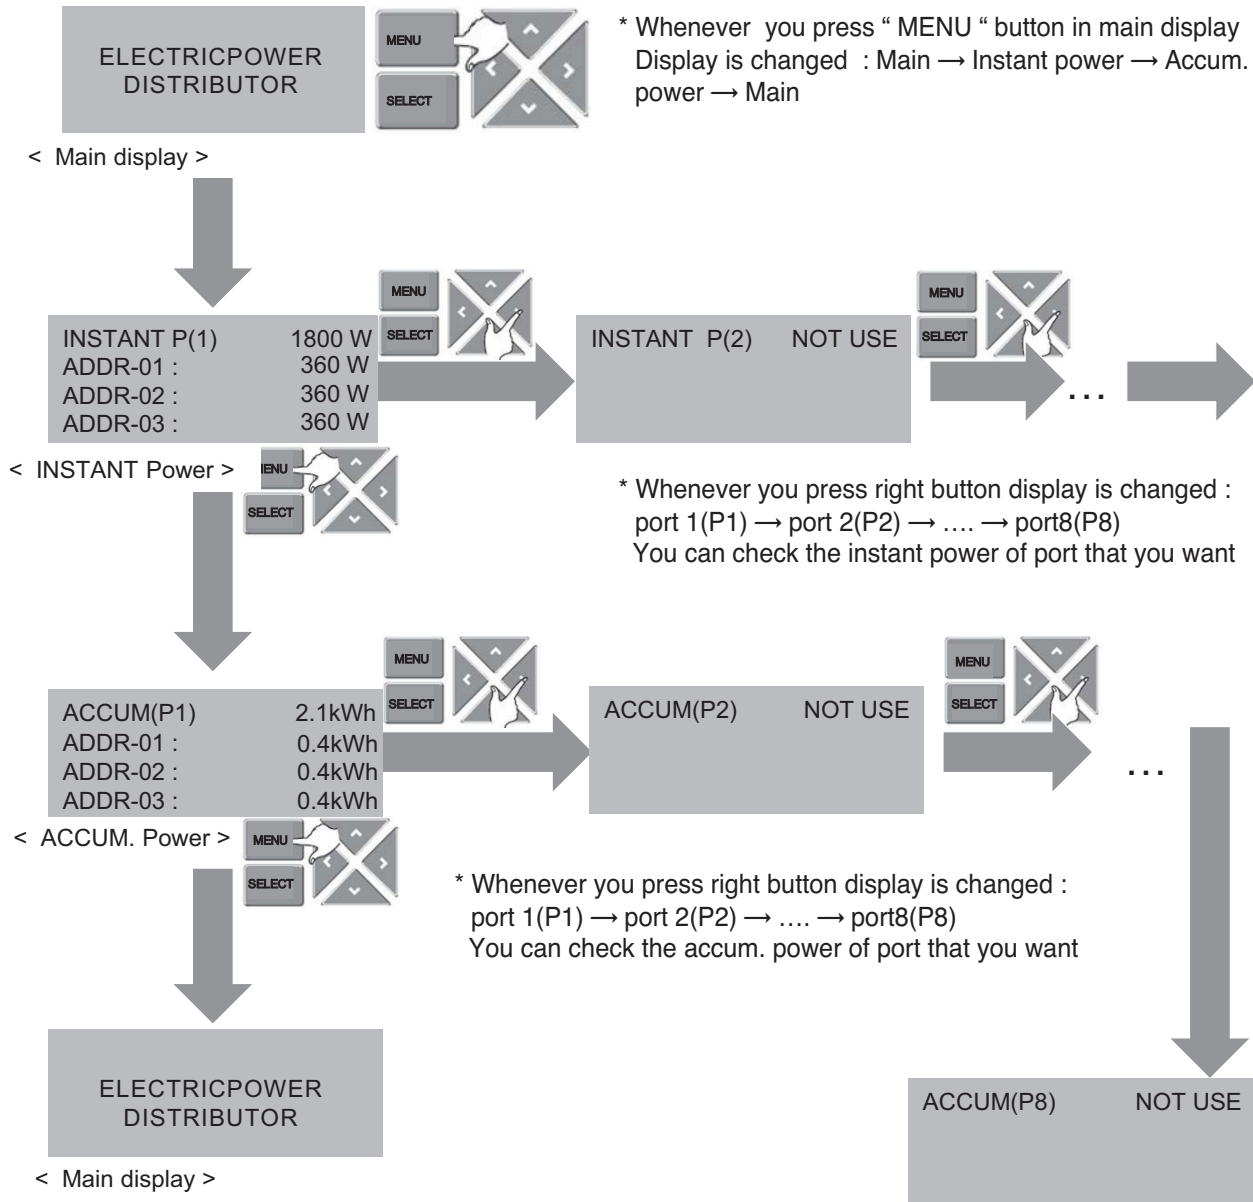 ELECTRICPOWER
DISTRIBUTOR
MENU
SELECT
* Whenever  you press “ MENU “ button in main display
Display is changed  : Main → Instant power → Accum.
power → Main
<  Main display >
MENU
SELECT
MENU
SELECT
INSTANT P(1) 1800 W
ADDR-01 : 360 W
ADDR-02 : 360 W
ADDR-03 : 360 W
INSTANT  P(2) NOT USE
...
<  INSTANT Power >
ENU
SELECT
* Whenever you press right button display is changed :
port 1(P1) → port 2(P2) → …. → port8(P8)
You can check the instant power of port that you want
MENU
SELECT
MENU
SELECT
ACCUM(P1) 2.1kWh
ADDR-01 : 0.4kWh
ADDR-02 : 0.4kWh
ADDR-03 : 0.4kWh
ACCUM(P2) NOT USE
...
<  ACCUM. Power >
MENU
SELECT
* Whenever you press right button display is changed :
port 1(P1) → port 2(P2) → …. → port8(P8)
You can check the accum. power of port that you want
ELECTRICPOWER
DISTRIBUTOR
<  Main display >
ACCUM(P8) NOT USE